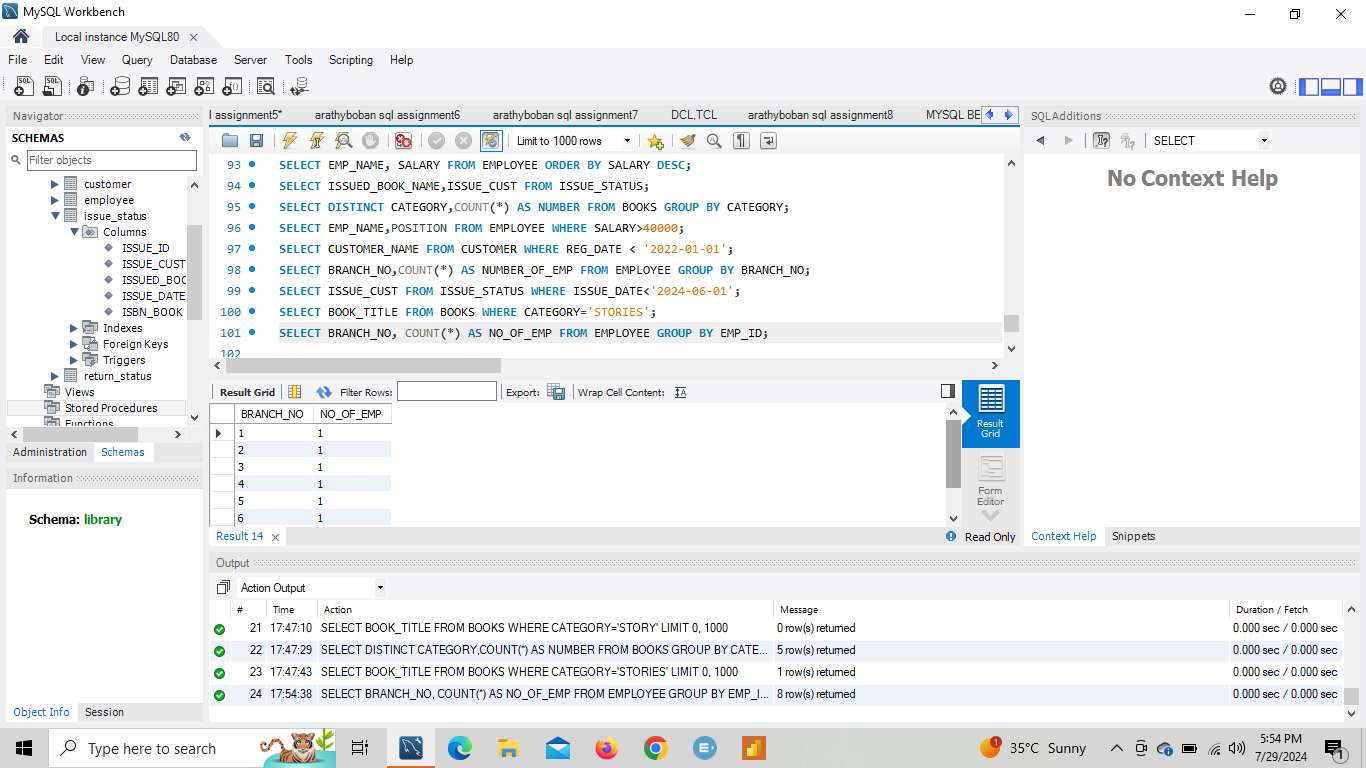 MySQL Workbench
Local instance MySQL80
File Edit View Query Database Server Tools Scripting Help
Navigator
SCHEMAS
Filter objects
customer
employee
issue_status
Columns
ISSUE_ID
ISSUE_CUST
ISSUED_BOO
ISSUE_DATE
ISBN_BOOK
Indexes
Foreign Keys
Triggers
return_status
Views
Stored Procedures
Functions
Administration Schemas
Information
Schema: library
Object Info Session
l assignment5* arathyboban sql assignment6 arathyboban sql assignment7 DCL,TCL arathyboban sql assignment8 MYSQL BE
Limit to 1000 rows
93 SELECT EMP_NAME, SALARY FROM EMPLOYEE ORDER BY SALARY DESC;
94 SELECT ISSUED_BOOK_NAME,ISSUE_CUST FROM ISSUE_STATUS;
95 SELECT DISTINCT CATEGORY,COUNT(*) AS NUMBER FROM BOOKS GROUP BY CATEGORY;
96 SELECT EMP_NAME,POSITION FROM EMPLOYEE WHERE SALARY>40000;
97 SELECT CUSTOMER_NAME FROM CUSTOMER WHERE REG_DATE < '2022-01-01';
98 SELECT BRANCH_NO,COUNT(*) AS NUMBER_OF_EMP FROM EMPLOYEE GROUP BY BRANCH_NO;
99 SELECT ISSUE_CUST FROM ISSUE_STATUS WHERE ISSUE_DATE<'2024-06-01';
100 SELECT BOOK_TITLE FROM BOOKS WHERE CATEGORY='STORIES';
101 SELECT BRANCH_NO, COUNT(*) AS NO_OF_EMP FROM EMPLOYEE GROUP BY EMP_ID;
102
Result Grid Filter Rows: Export: Wrap Cell Content:
BRANCH_NO NO_OF_EMP
1 1
2 1
3 1
4 1
5 1
6 1
Result Grid
Form Editor
Result 14
Read Only
SQLAdditions
SELECT
No Context Help
Context Help Snippets
Output
Action Output
# Time Action Message Duration / Fetch
21 17:47:10 SELECT BOOK_TITLE FROM BOOKS WHERE CATEGORY='STORY' LIMIT 0, 1000 0 row(s) returned 0.000 sec / 0.000 sec
22 17:47:29 SELECT DISTINCT CATEGORY,COUNT(*) AS NUMBER FROM BOOKS GROUP BY CATE... 5 row(s) returned 0.000 sec / 0.000 sec
23 17:47:43 SELECT BOOK_TITLE FROM BOOKS WHERE CATEGORY='STORIES' LIMIT 0, 1000 1 row(s) returned 0.000 sec / 0.000 sec
24 17:54:38 SELECT BRANCH_NO, COUNT(*) AS NO_OF_EMP FROM EMPLOYEE GROUP BY EMP_I... 8 row(s) returned 0.000 sec / 0.000 sec
Type here to search
1
35°C Sunny
5:54 PM
7/29/2024
1